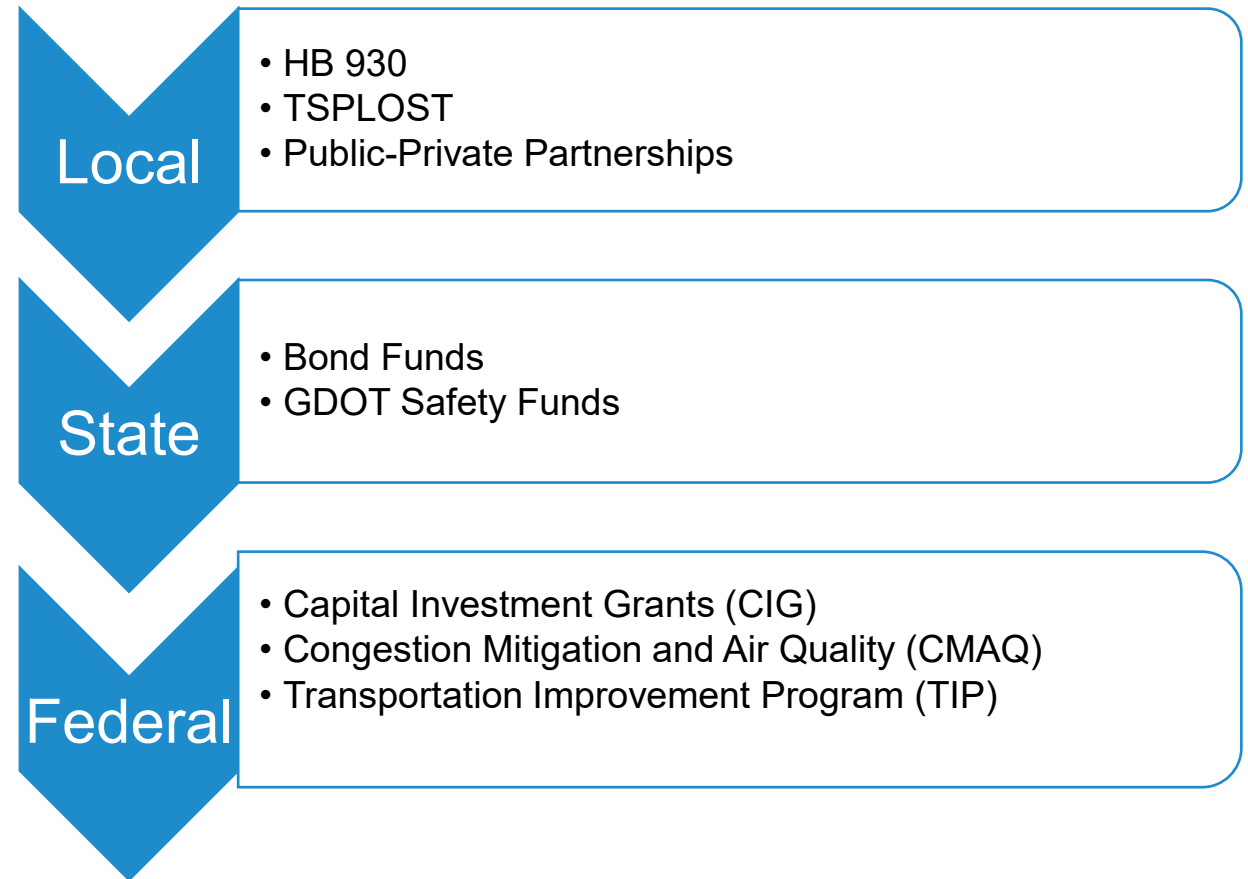 Local
• HB 930
• TSPLOST
• Public-Private Partnerships
State
• Bond Funds
• GDOT Safety Funds
Federal
• Capital Investment Grants (CIG)
• Congestion Mitigation and Air Quality (CMAQ)
• Transportation Improvement Program (TIP)